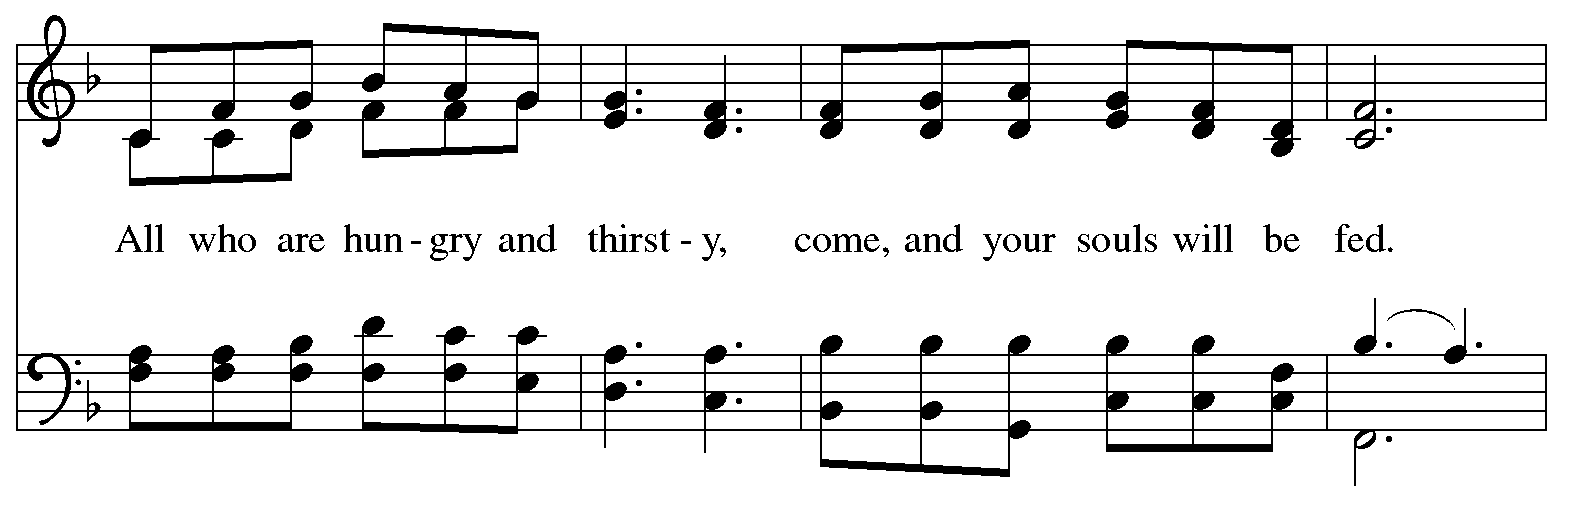 All who are hun - gry and thirst - y, come, and your souls will be fed.